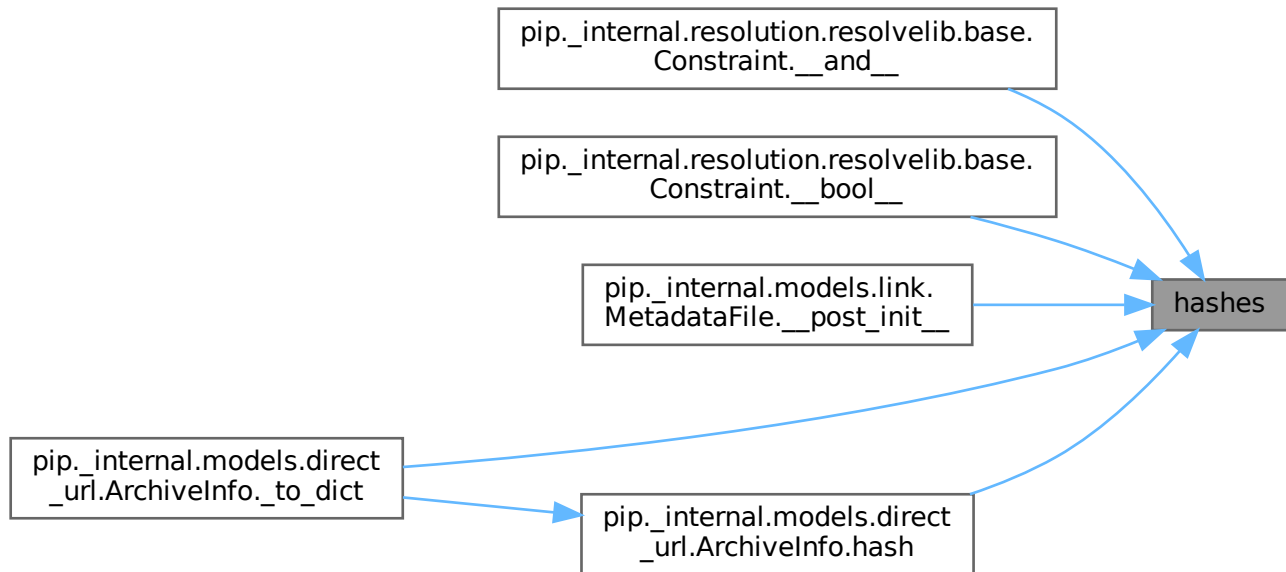 pip._internal.resolution.resolvelib.base.
Constraint.__and__
pip._internal.resolution.resolvelib.base.
Constraint.__bool__
pip._internal.models.link.
MetadataFile.__post_init__
hashes
pip._internal.models.direct
_url.ArchiveInfo._to_dict
pip._internal.models.direct
_url.ArchiveInfo.hash